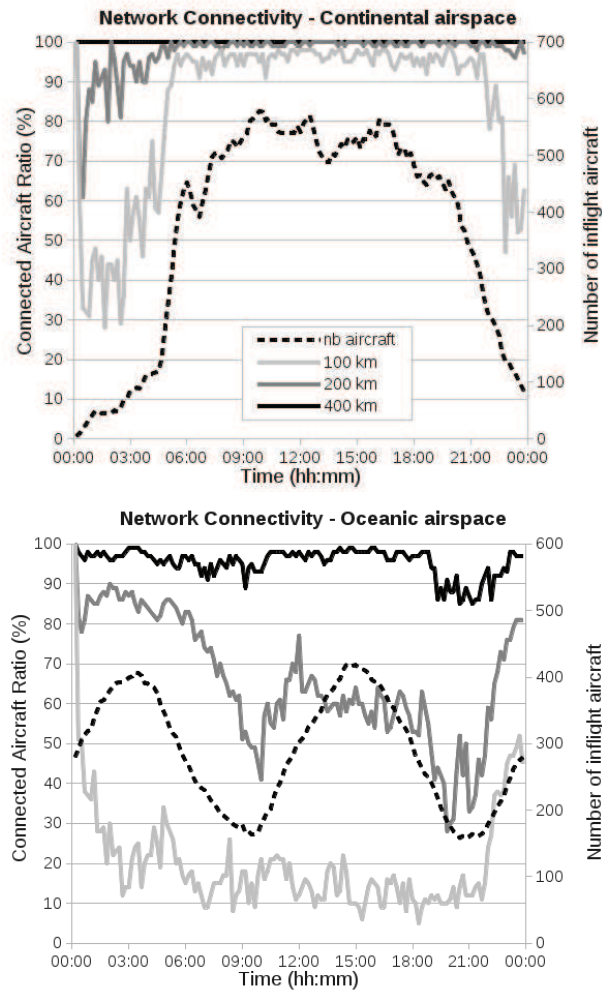 Network Connectivity - Continental airspace
Connected Aircraft Ratio (%)
100
90
80
70
60
50
40
30
20
10
0
700
600
500
400
300
200
100
0
Number of inflight aircraft
nb aircraft
100 km
200 km
400 km
00:00 03:00 06:00 09:00 12:00 15:00 18:00 21:00 00:00
Time (hh:mm)
Network Connectivity - Oceanic airspace
Connected Aircraft Ratio (%)
100
90
80
70
60
50
40
30
20
10
0
600
500
400
300
200
100
0
Number of inflight aircraft
00:00 03:00 06:00 09:00 12:00 15:00 18:00 21:00 00:00
Time (hh:mm)